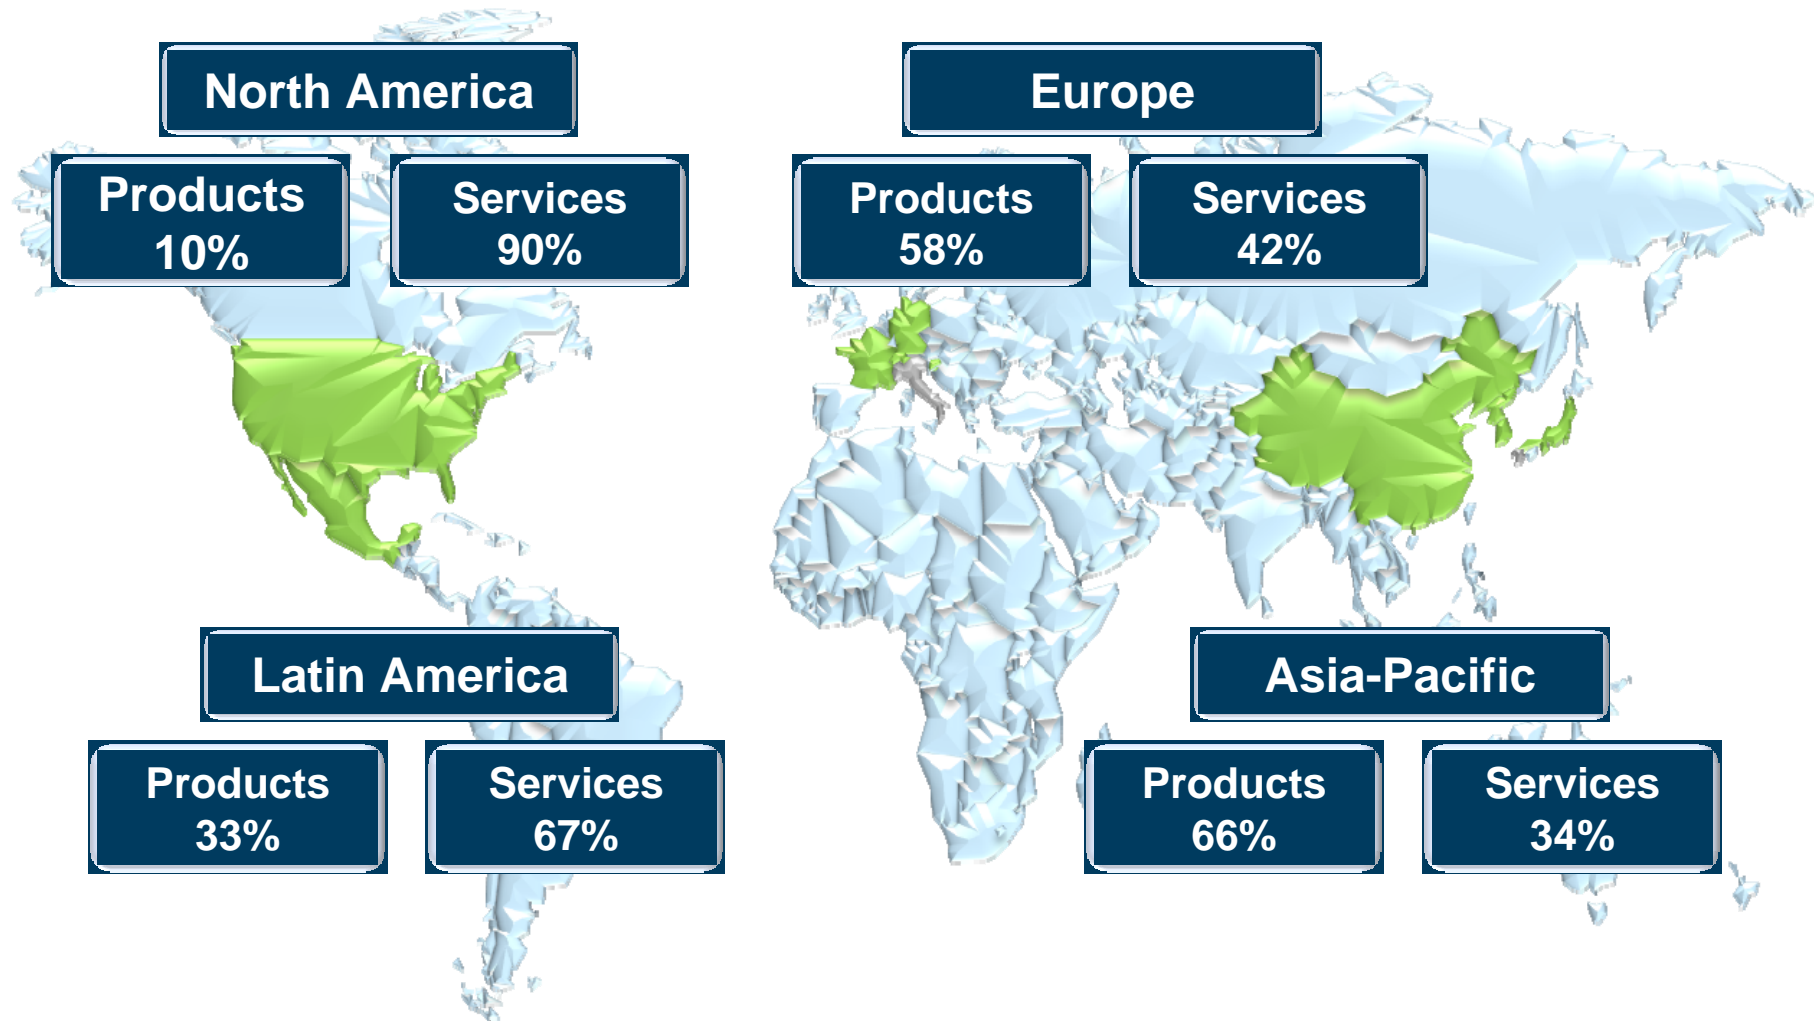 North America
Products
10%
Services
90%
Europe
Products
58%
Services
42%
Latin America
Products
33%
Services
67%
Asia-Pacific
Products
66%
Services
34%